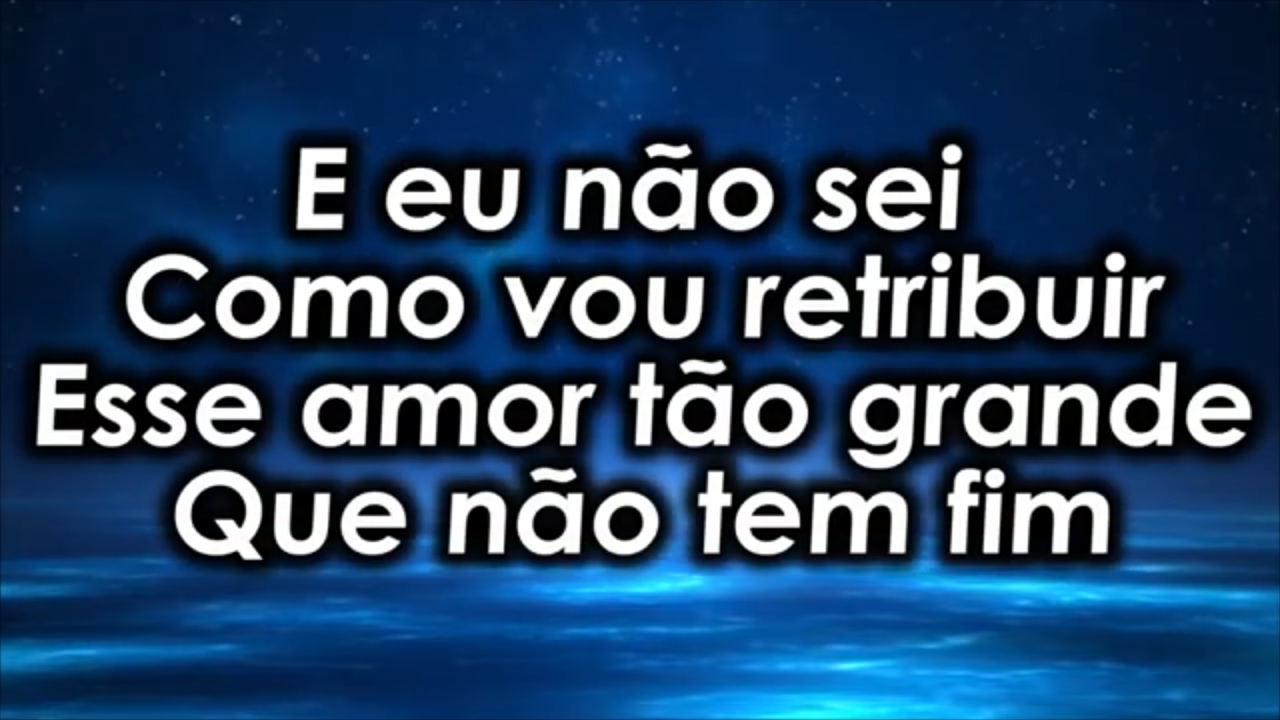 E eu não sei
Como vou retribuir
Esse amor tão grande
Que não tem fim